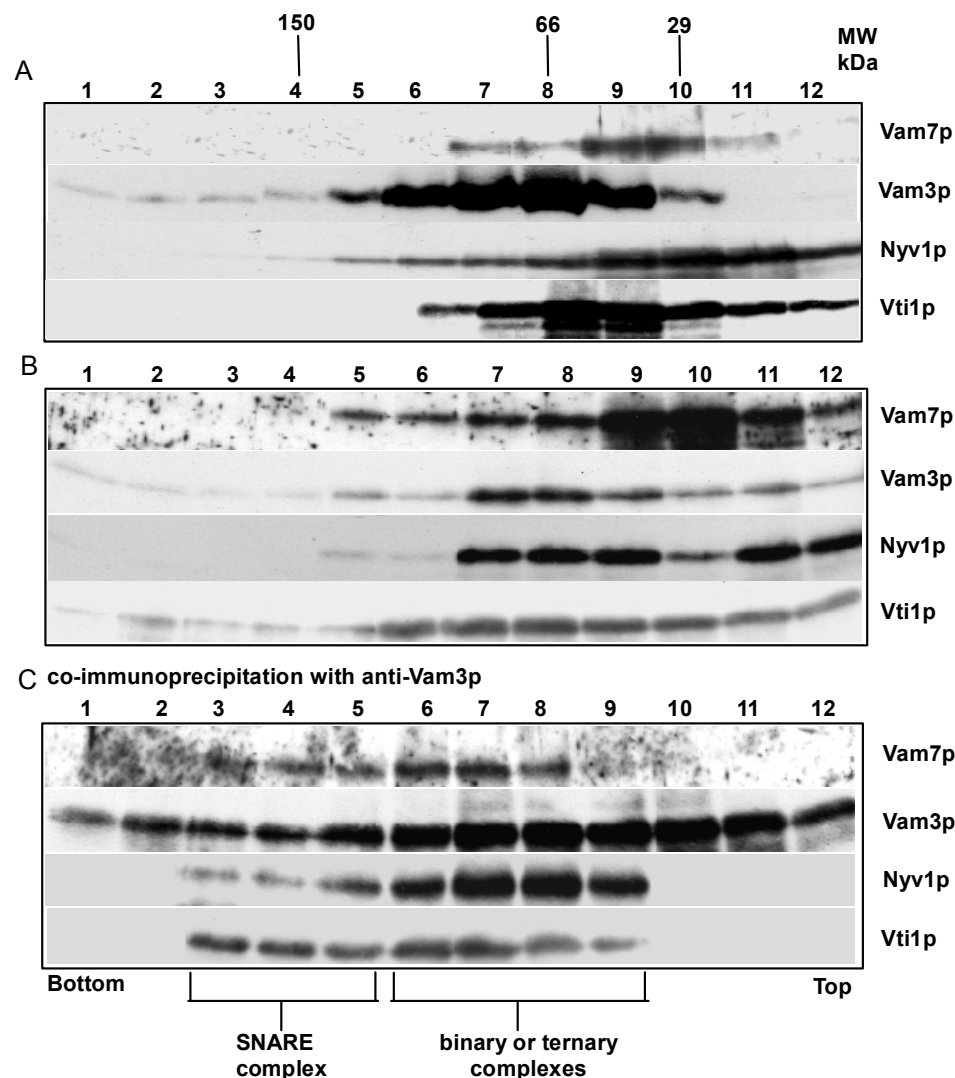 150 66 29 MW
kDa
A
1 2 3 4 5 6 7 8 9 10 11 12
Vam7p
Vam3p
Nyv1p
Vti1p
B
1 2 3 4 5 6 7 8 9 10 11 12
Vam7p
Vam3p
Nyv1p
Vti1p
C co-immunoprecipitation with anti-Vam3p
1 2 3 4 5 6 7 8 9 10 11 12
Vam7p
Vam3p
Nyv1p
Vti1p
Bottom Top
SNARE binary or ternary
complex complexes